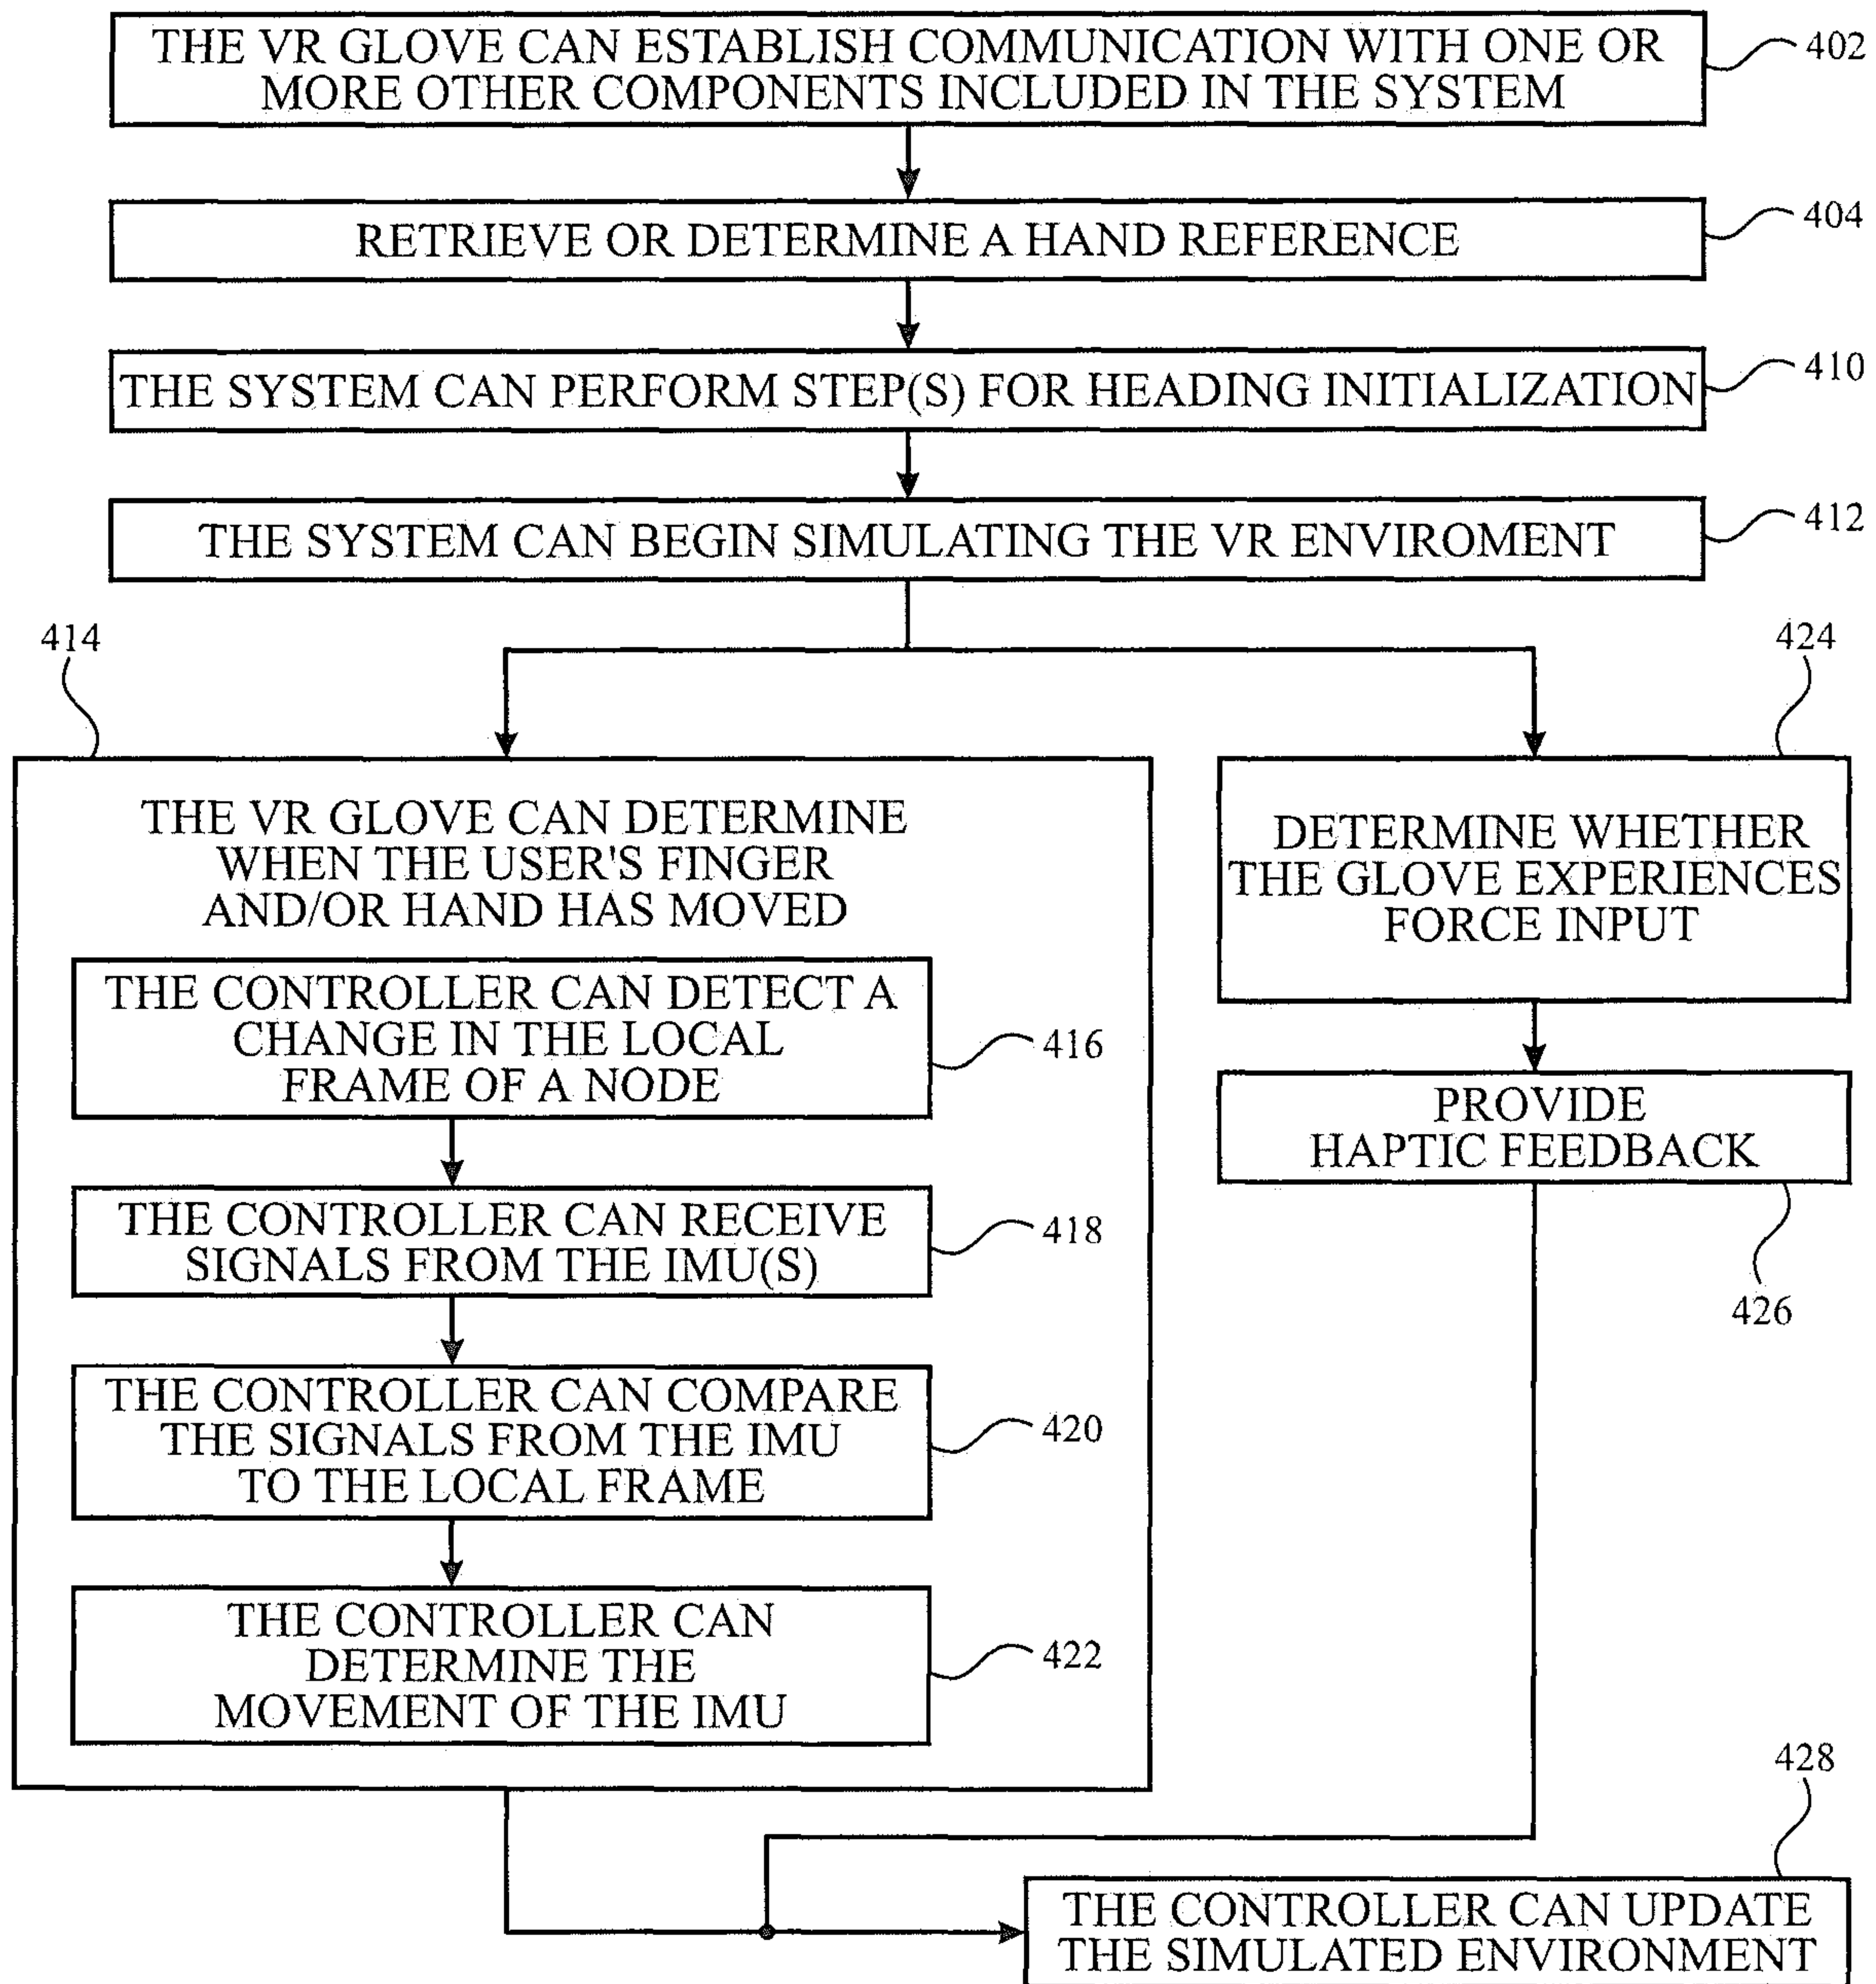 THE VR GLOVE CAN ESTABLISH COMMUNICATION WITH ONE OR
MORE OTHER COMPONENTS INCLUDED IN THE SYSTEM
402
RETRIEVE OR DETERMINE A HAND REFERENCE
404
THE SYSTEM CAN PERFORM STEP(S) FOR HEADING INITIALIZATION
410
THE SYSTEM CAN BEGIN SIMULATING THE VR ENVIROMENT
412
414
THE VR GLOVE CAN DETERMINE
WHEN THE USER'S FINGER
AND/OR HAND HAS MOVED
THE CONTROLLER CAN DETECT A
CHANGE IN THE LOCAL
FRAME OF A NODE
416
THE CONTROLLER CAN RECEIVE
SIGNALS FROM THE IMU(S)
418
THE CONTROLLER CAN COMPARE
THE SIGNALS FROM THE IMU
TO THE LOCAL FRAME
420
THE CONTROLLER CAN
DETERMINE THE
MOVEMENT OF THE IMU
422
424
DETERMINE WHETHER
THE GLOVE EXPERIENCES
FORCE INPUT
PROVIDE
HAPTIC FEEDBACK
426
428
THE CONTROLLER CAN UPDATE
THE SIMULATED ENVIRONMENT